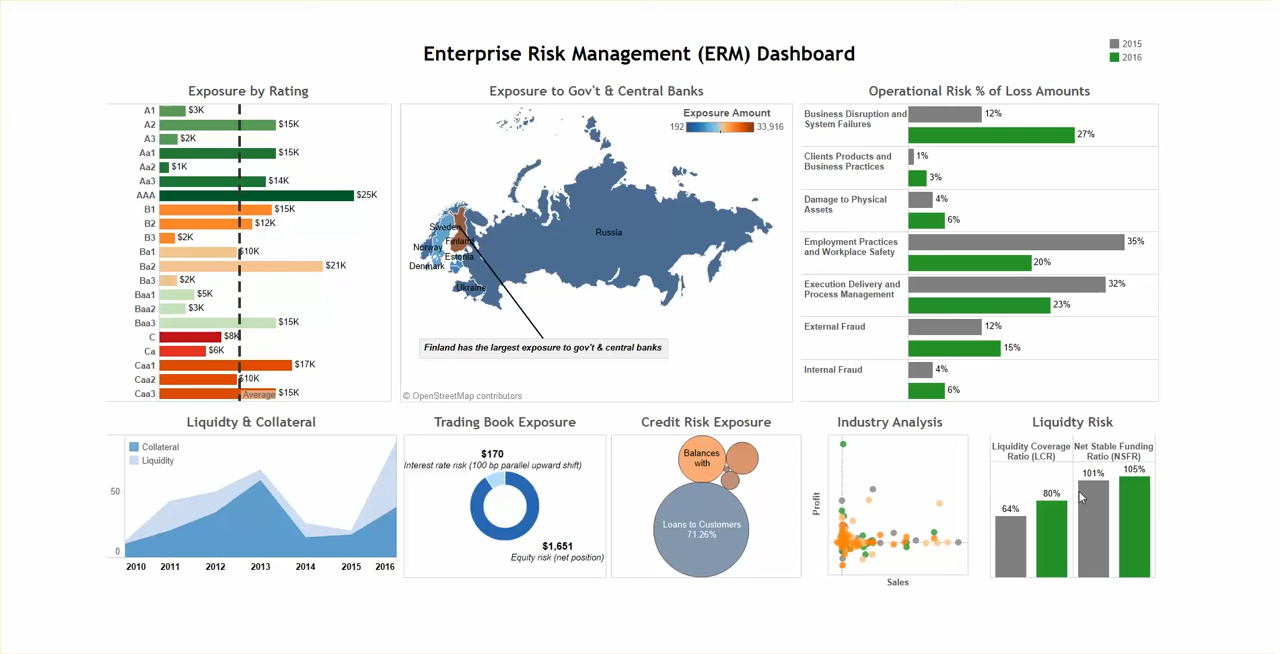 Enterprise Risk Management (ERM) Dashboard
2015
2016
Exposure by Rating
A1 $3K
A2 $15K
A3 $2K
Aa1 $15K
Aa2 $1K
Aa3 $14K
AAA $25K
B1 $15K
B2 $12K
B3 $2K
Ba1 $10K
Ba2 $21K
Ba3 $2K
Baa1 $5K
Baa2 $3K
Baa3 $15K
C $8K
Ca $6K
Caa1 $17K
Caa2 $10K
Caa3 Average $15K
Exposure to Gov't & Central Banks
Exposure Amount
192 33,916
Russia
Sweden
Finland
Norway
Estonia
Denmark
Ukraine
Finland has the largest exposure to gov't & central banks
© OpenStreetMap contributors
Operational Risk % of Loss Amounts
Business Disruption and
System Failures
12%
27%
Clients Products and
Business Practices
1%
3%
Damage to Physical
Assets
4%
6%
Employment Practices
and Workplace Safety
35%
20%
Execution Delivery and
Process Management
32%
23%
External Fraud
12%
15%
Internal Fraud
4%
6%
Liquidty & Collateral
Collateral
Liquidity
50
0
2010 2011 2012 2013 2014 2015 2016
Trading Book Exposure
$170
Interest rate risk (100 bp parallel upward shift)
$1,651
Equity risk (net position)
Credit Risk Exposure
Balances
with
Loans to Customers
71.26%
Industry Analysis
Profit
Sales
Liquidty Risk
Liquidity Coverage
Ratio (LCR)
64%
80%
Net Stable Funding
Ratio (NSFR)
101%
105%